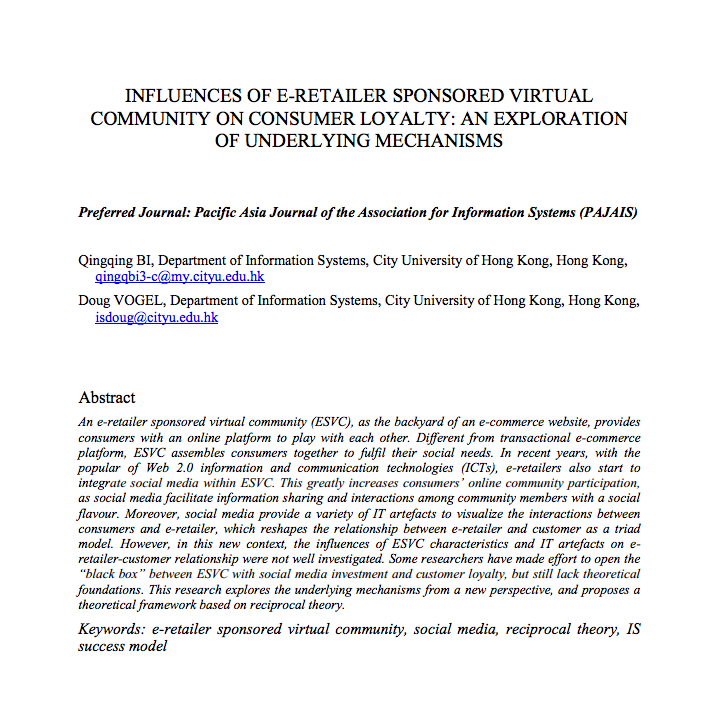 INFLUENCES OF E-RETAILER SPONSORED VIRTUAL
COMMUNITY ON CONSUMER LOYALTY: AN EXPLORATION
OF UNDERLYING MECHANISMS
Preferred Journal: Pacific Asia Journal of the Association for Information Systems (PAJAIS)
Qingqing BI, Department of Information Systems, City University of Hong Kong, Hong Kong,
qingqbi3-c@my.cityu.edu.hk
Doug VOGEL, Department of Information Systems, City University of Hong Kong, Hong Kong,
isdoug@cityu.edu.hk
Abstract
An e-retailer sponsored virtual community (ESVC), as the backyard of an e-commerce website, provides
consumers with an online platform to play with each other. Different from transactional e-commerce
platform, ESVC assembles consumers together to fulfil their social needs. In recent years, with the
popular of Web 2.0 information and communication technologies (ICTs), e-retailers also start to
integrate social media within ESVC. This greatly increases consumers' online community participation,
as social media facilitate information sharing and interactions among community members with a social
flavour. Moreover, social media provide a variety of IT artefacts to visualize the interactions between
consumers and e-retailer, which reshapes the relationship between e-retailer and customer as a triad
model. However, in this new context, the influences of ESVC characteristics and IT artefacts on e-
retailer-customer relationship were not well investigated. Some researchers have made effort to open the
"black box" between ESVC with social media investment and customer loyalty, but still lack theoretical
foundations. This research explores the underlying mechanisms from a new perspective, and proposes a
theoretical framework based on reciprocal theory.
Keywords: e-retailer sponsored virtual community, social media, reciprocal theory, IS
success model